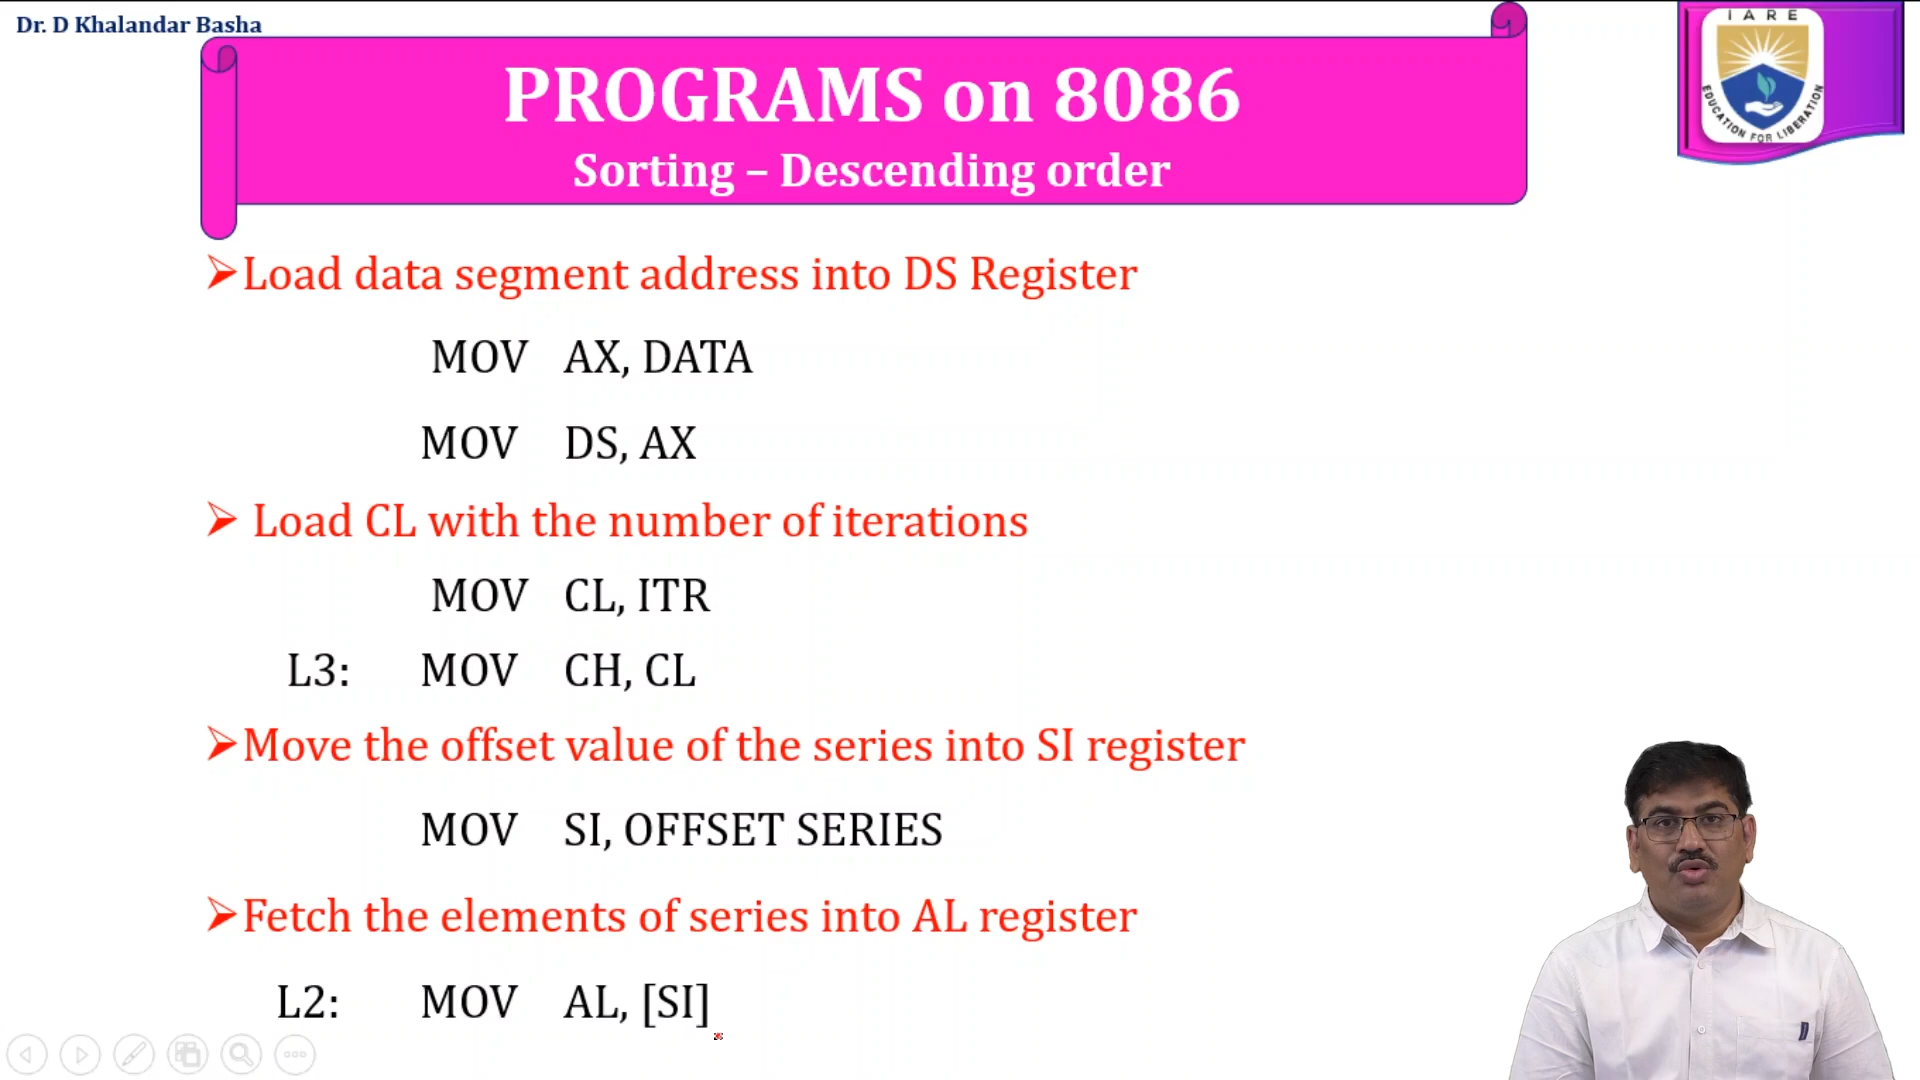 Dr. D Khalandar Basha
IARE
EDUCATION FOR LIBERATION
PROGRAMS on 8086
Sorting – Descending order
Load data segment address into DS Register
MOV AX, DATA
MOV DS, AX
Load CL with the number of iterations
MOV CL, ITR
L3: MOV CH, CL
Move the offset value of the series into SI register
MOV SI, OFFSET SERIES
Fetch the elements of series into AL register
L2: MOV AL, [SI]